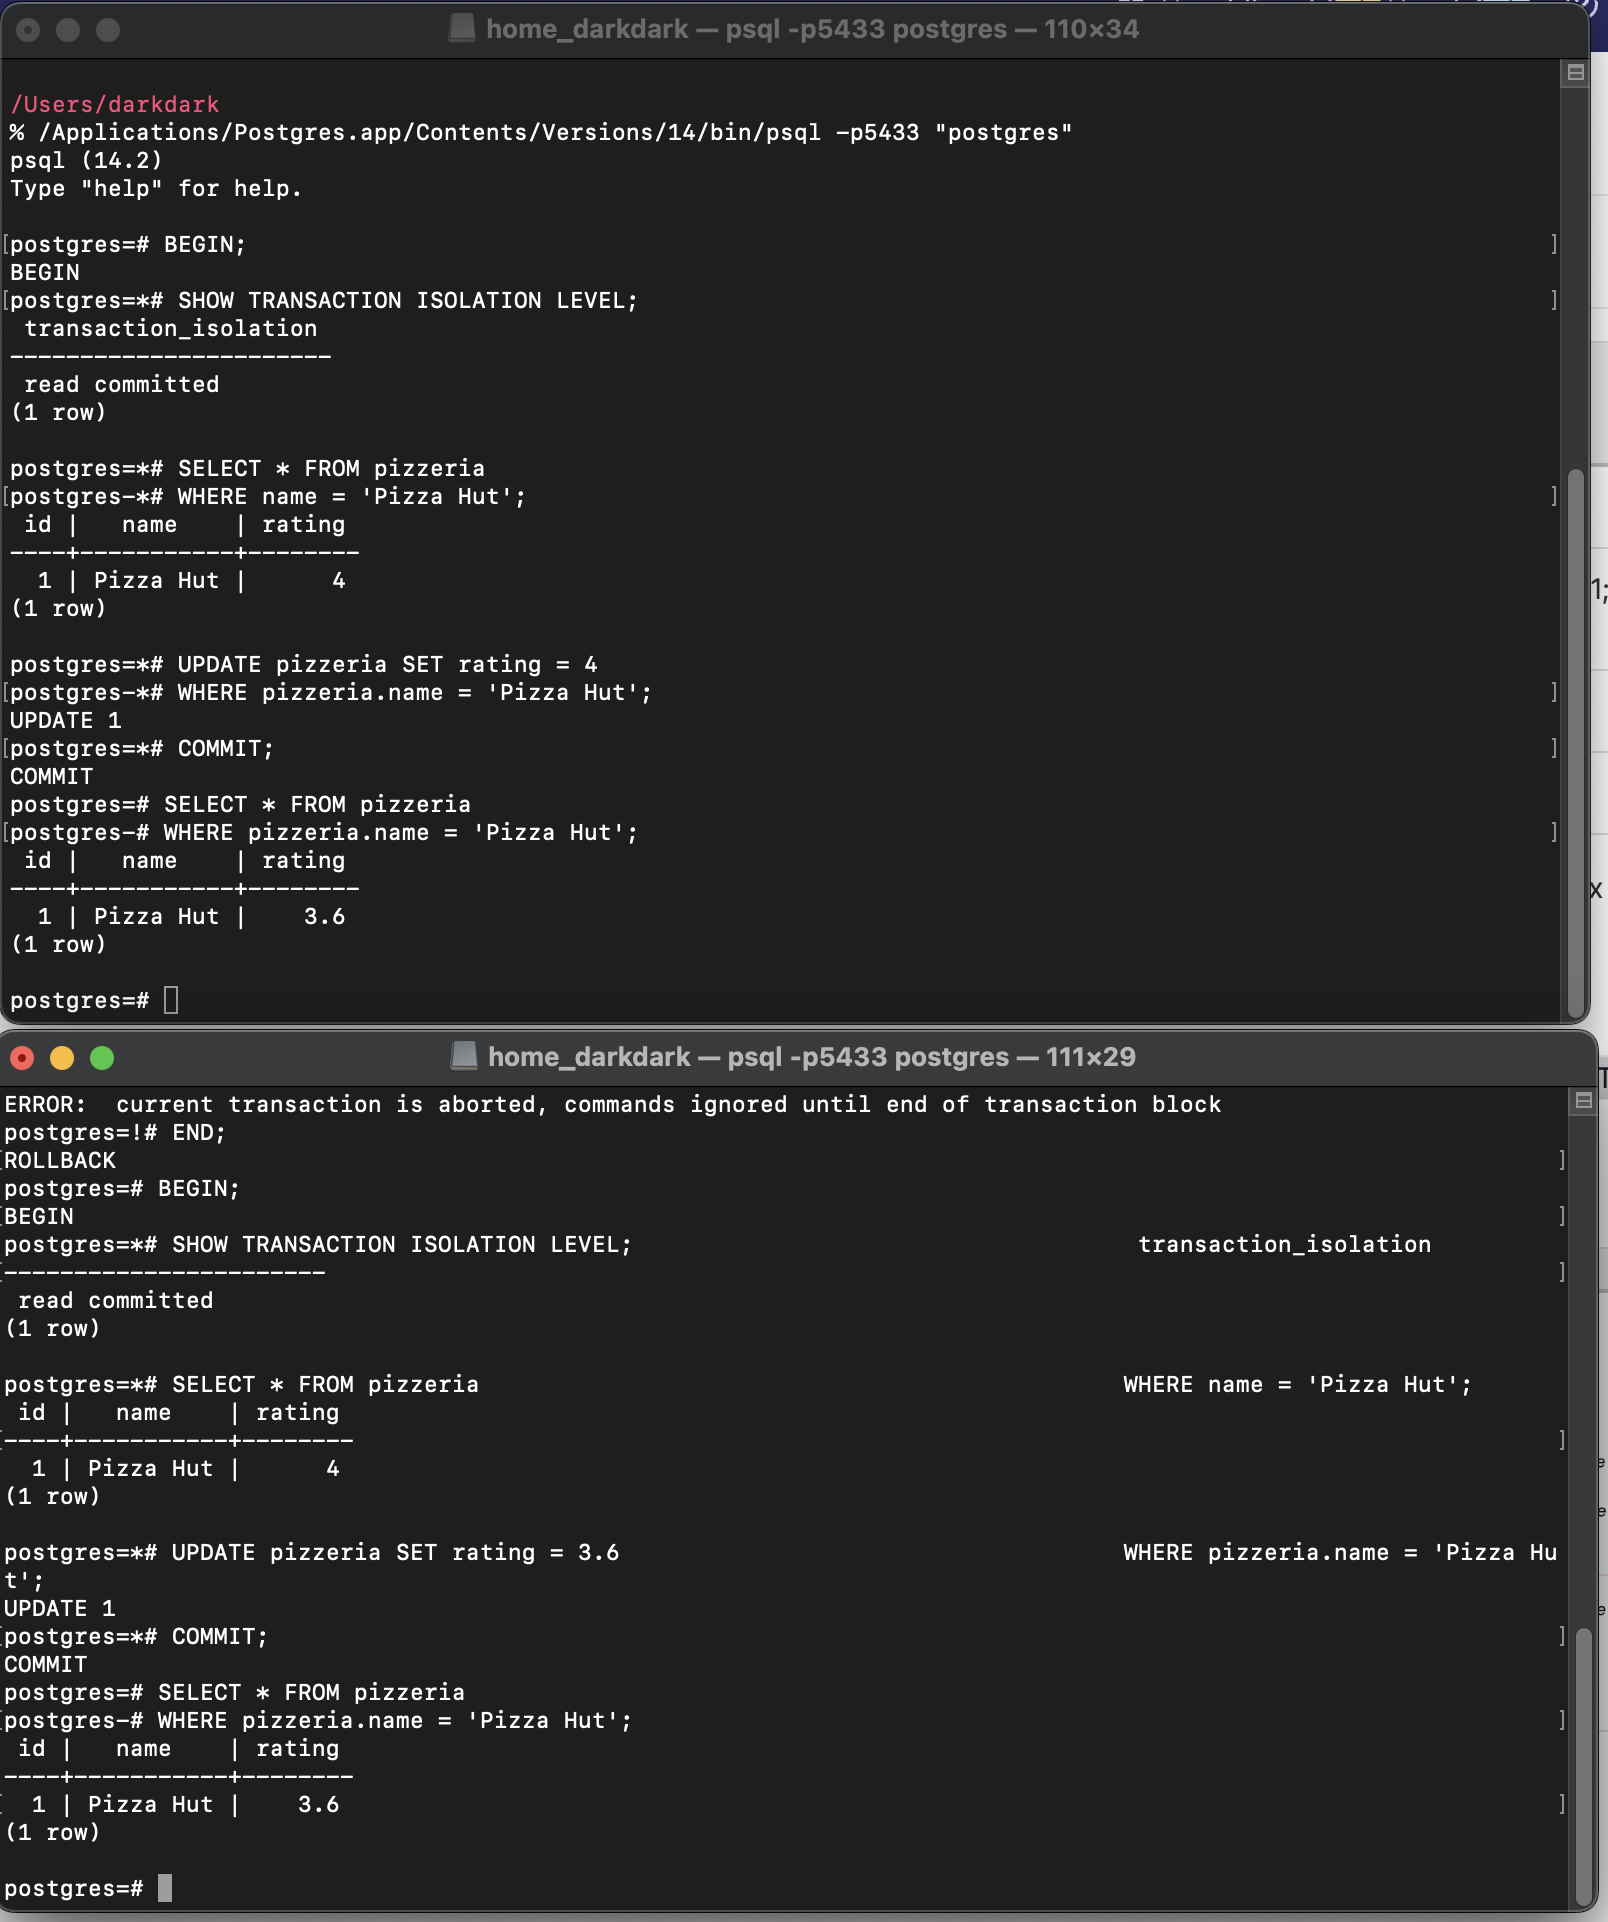 home_darkdark — psql -p5433 postgres — 110×34
/Users/darkdark
% /Applications/Postgres.app/Contents/Versions/14/bin/psql -p5433 "postgres"
psql (14.2)
Type "help" for help.
[postgres=# BEGIN; ]
BEGIN
[postgres=*# SHOW TRANSACTION ISOLATION LEVEL; ]
 transaction_isolation
-----------------------
 read committed
(1 row)
postgres=*# SELECT * FROM pizzeria
[postgres-*# WHERE name = 'Pizza Hut'; ]
 id |   name    | rating
----+-----------+--------
  1 | Pizza Hut |      4
(1 row)
postgres=*# UPDATE pizzeria SET rating = 4
[postgres-*# WHERE pizzeria.name = 'Pizza Hut'; ]
UPDATE 1
[postgres=*# COMMIT; ]
COMMIT
postgres=# SELECT * FROM pizzeria
[postgres-# WHERE pizzeria.name = 'Pizza Hut'; ]
 id |   name    | rating
----+-----------+--------
  1 | Pizza Hut |    3.6
(1 row)
postgres=#
home_darkdark — psql -p5433 postgres — 111×29
ERROR:  current transaction is aborted, commands ignored until end of transaction block
postgres=!# END;
[ROLLBACK ]
postgres=# BEGIN;
[BEGIN ]
postgres=*# SHOW TRANSACTION ISOLATION LEVEL; transaction_isolation
[----------------------- ]
 read committed
(1 row)
postgres=*# SELECT * FROM pizzeria WHERE name = 'Pizza Hut';
 id |   name    | rating
[----+-----------+-------- ]
  1 | Pizza Hut |      4
(1 row)
postgres=*# UPDATE pizzeria SET rating = 3.6 WHERE pizzeria.name = 'Pizza Hu
t';
UPDATE 1
[postgres=*# COMMIT; ]
COMMIT
postgres=# SELECT * FROM pizzeria
[postgres-# WHERE pizzeria.name = 'Pizza Hut'; ]
 id |   name    | rating
----+-----------+--------
[  1 | Pizza Hut |    3.6 ]
(1 row)
postgres=#